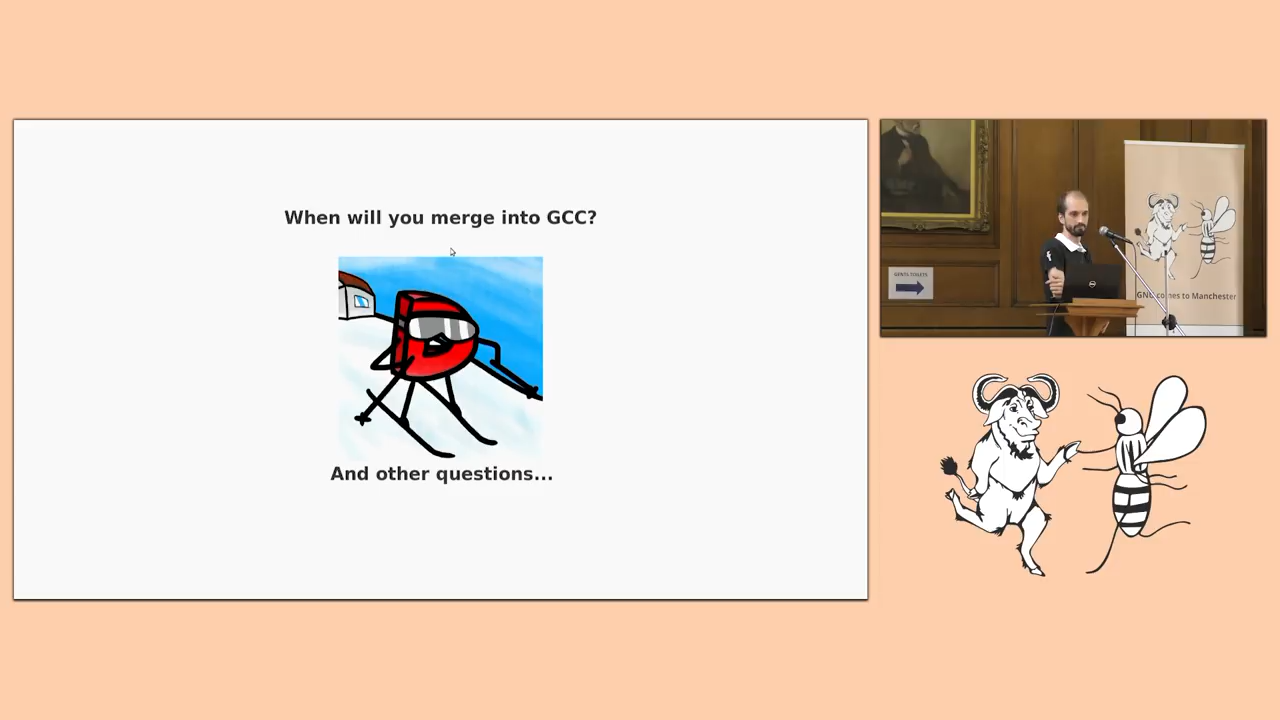 When will you merge into GCC?
And other questions...
GENTS TOILETS
GNU comes to Manchester